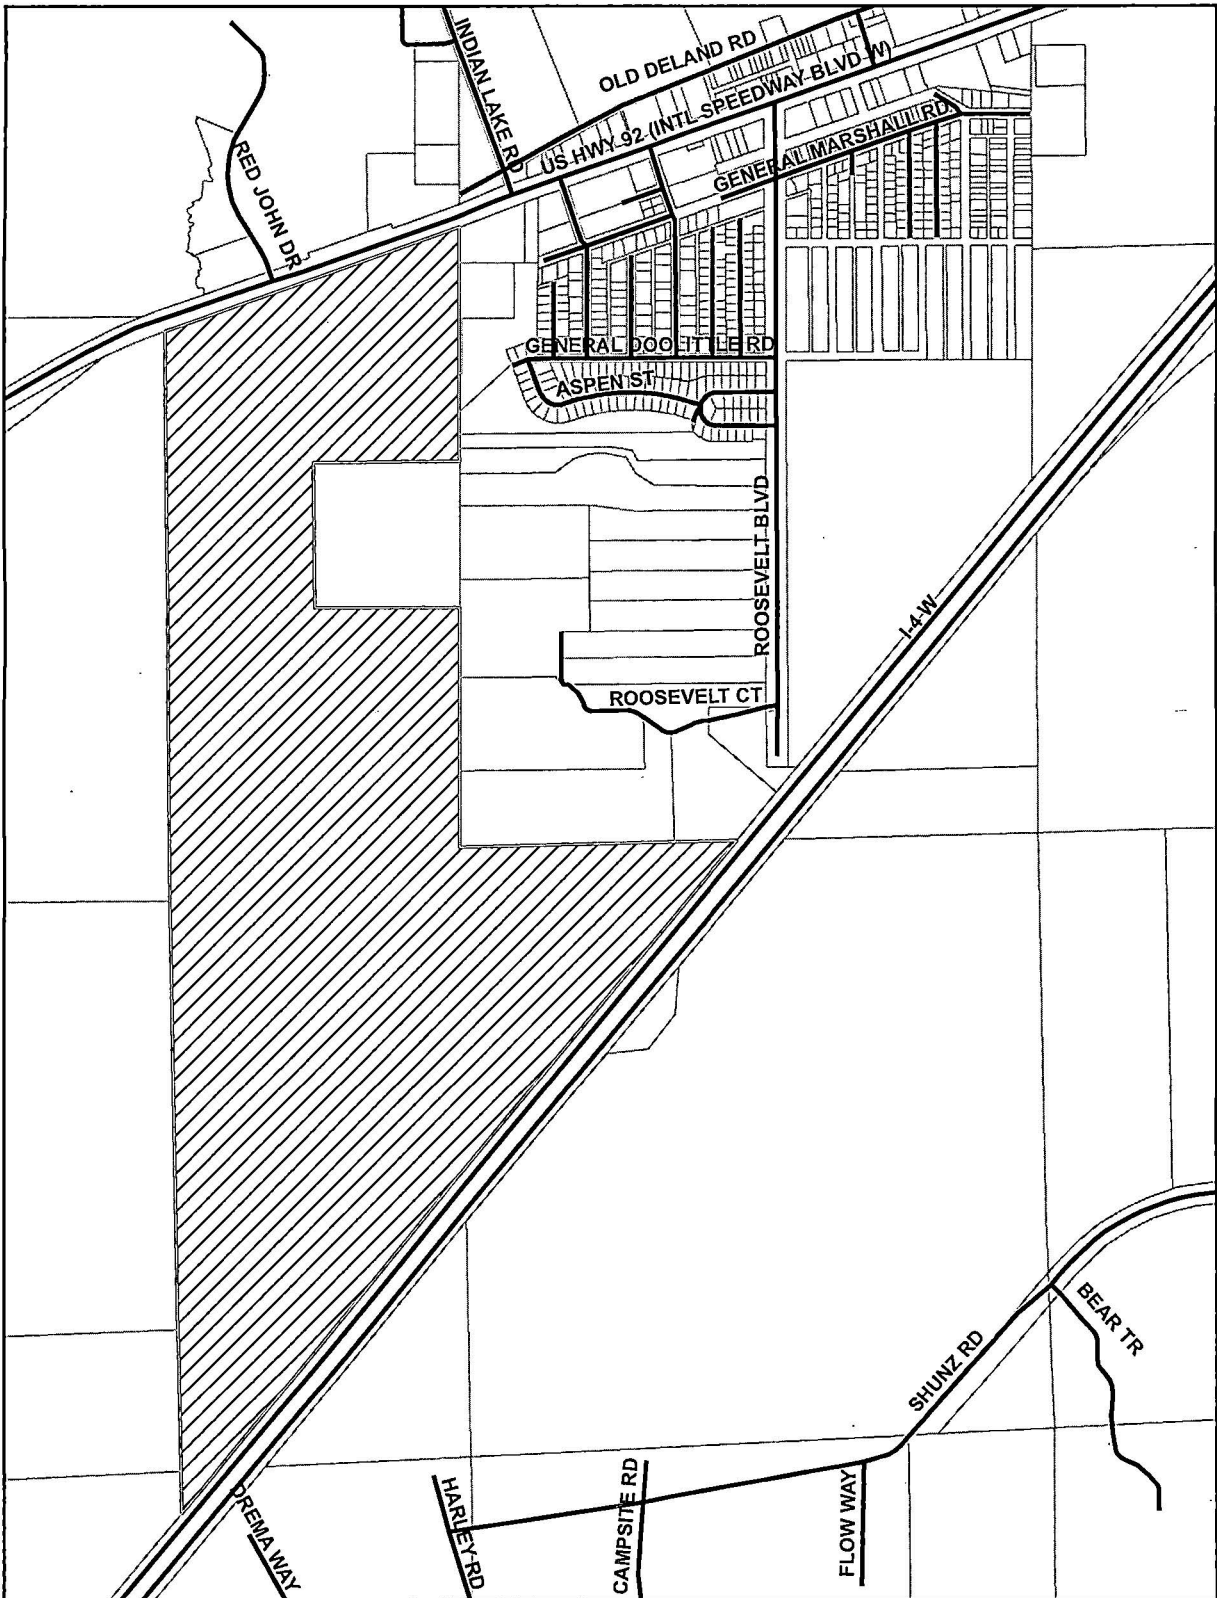 INDIAN LAKE RD
OLD DELAND RD
US HWY 92 (INTL SPEEDWAY BLVD W)
RED JOHN DR
GENERAL MARSHALL RD
GENERAL DOOLITTLE RD
ASPEN ST
ROOSEVELT BLVD
I-4-W
ROOSEVELT CT
BEAR TR
SHUNZ RD
DREMA WAY
HARLEY RD
CAMPSITE RD
FLOW WAY